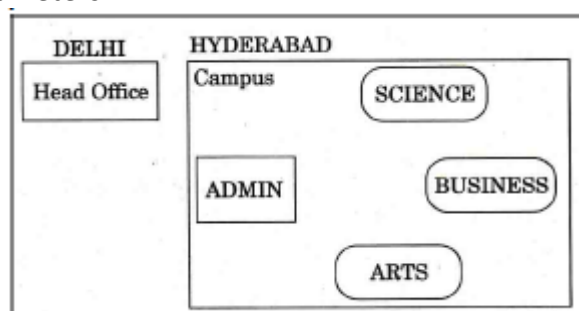 DELHI HYDERABAD
Head Office
Campus
SCIENCE
ADMIN
BUSINESS
ARTS